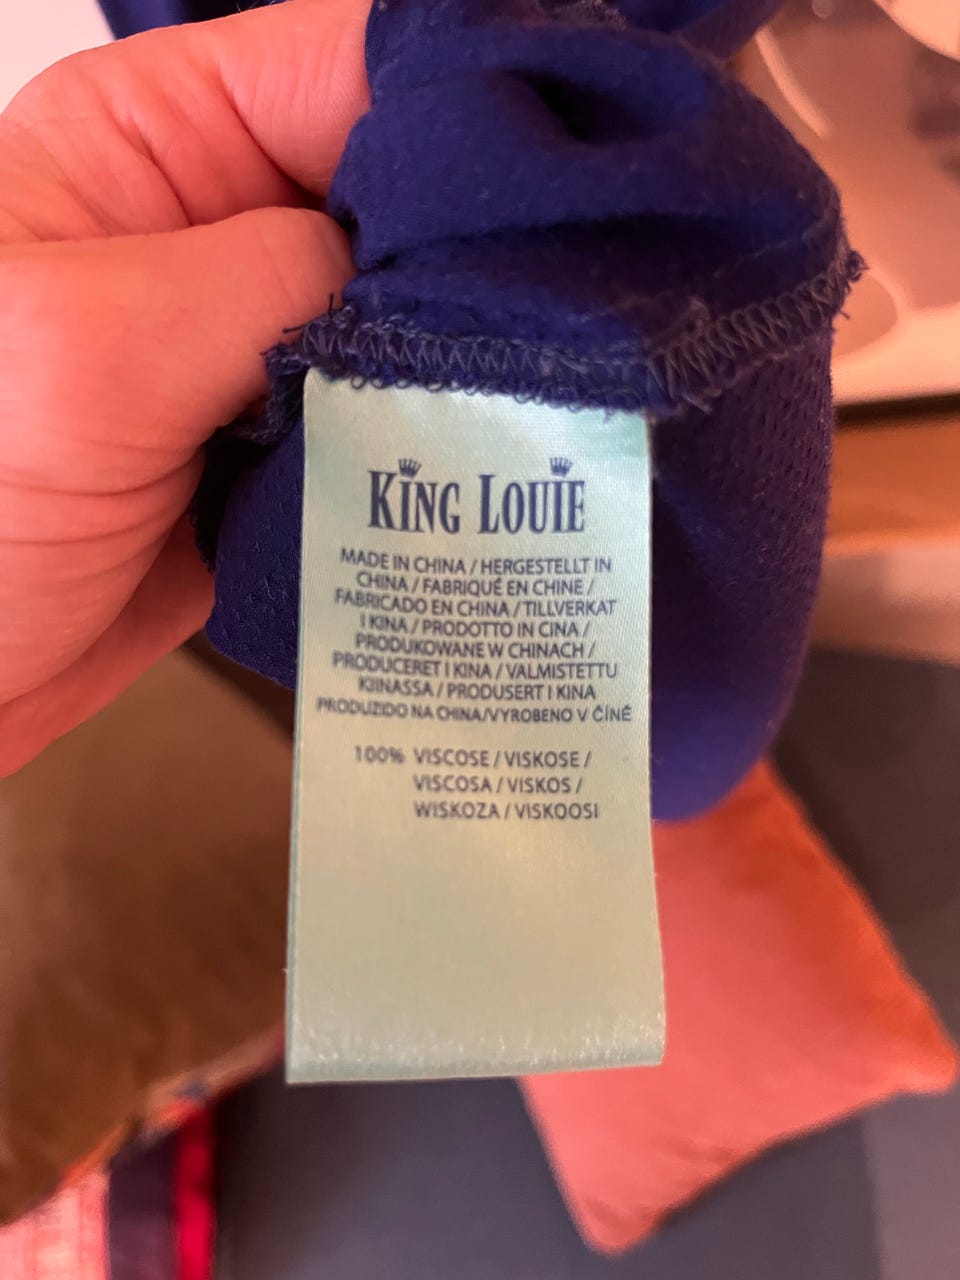 KING LOUIE
MADE IN CHINA / HERGESTELLT IN
CHINA / FABRIQUÉ EN CHINE /
FABRICADO EN CHINA / TILLVERKAT
I KINA / PRODOTTO IN CINA /
PRODUKOWANE W CHINACH /
PRODUCERET I KINA / VALMISTETTU
KIINASSA / PRODUSERT I KINA
PRODUZIDO NA CHINA/VYROBENO V ČÍNĚ
100% VISCOSE / VISKOSE /
VISCOSA / VISKOS /
WISKOZA / VISKOOSI